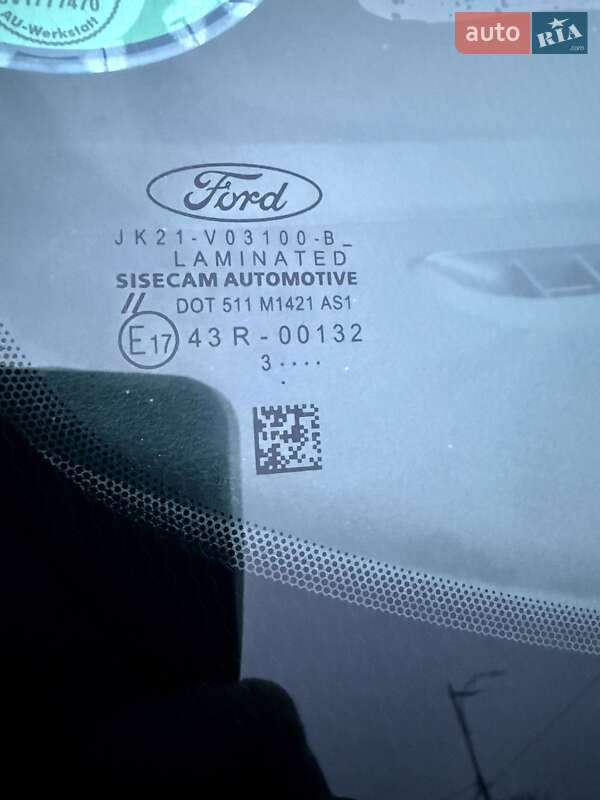 AU-Werkstatt
auto RIA .com
Ford
JK21-V03100-B_
LAMINATED
SISECAM AUTOMOTIVE
// DOT 511 M1421 AS1
E17 43R-00132
3····
.